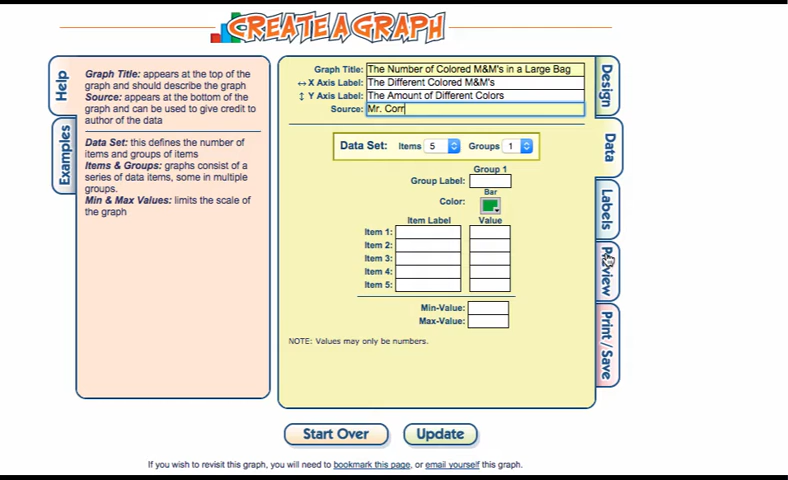 CREATE A GRAPH
Help
Examples
Graph Title: appears at the top of
the graph and should describe the graph
Source: appears at the bottom of the
graph and can be used to give credit to
author of the data
Data Set: this defines the number of
items and groups of items
Items & Groups: graphs consist of a
series of data items, some in multiple
groups.
Min & Max Values: limits the scale of
the graph
Graph Title: The Number of Colored M&M's in a Large Bag
↔ X Axis Label: The Different Colored M&M's
↕ Y Axis Label: The Amount of Different Colors
Source: Mr. Corr
Data Set: Items 5 Groups 1
Group 1
Group Label:
Bar
Color:
Item Label Value
Item 1:
Item 2:
Item 3:
Item 4:
Item 5:
Min-Value:
Max-Value:
NOTE: Values may only be numbers.
Design
Data
Labels
Preview
Print / Save
Start Over Update
If you wish to revisit this graph, you will need to bookmark this page, or email yourself this graph.